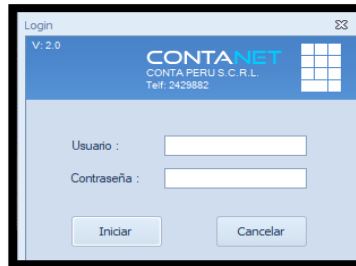 Login
V: 2.0
CONTANET
CONTA PERU S.C.R.L.
Telf: 2429882
Usuario :
Contraseña :
Iniciar
Cancelar